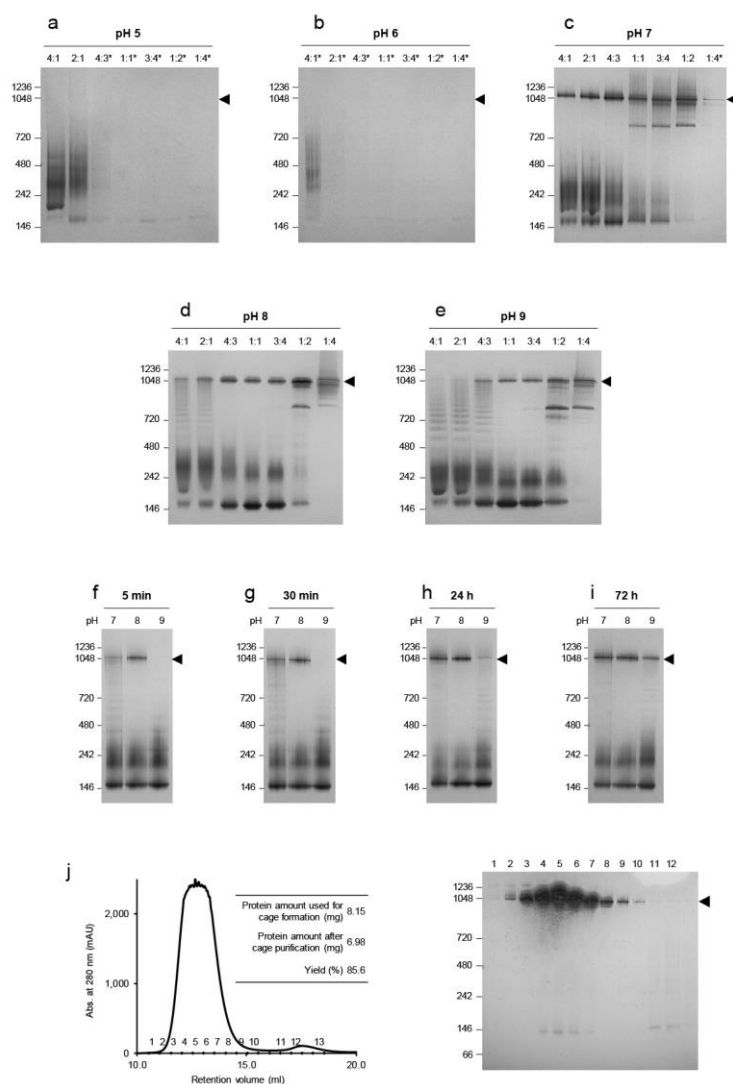 a
pH 5
4:1 2:1 4:3* 1:1* 3:4* 1:2* 1:4*
1236
1048
720
480
242
146
b
pH 6
4:1* 2:1* 4:3* 1:1* 3:4* 1:2* 1:4*
c
pH 7
4:1 2:1 4:3 1:1 3:4 1:2 1:4*
1236
1048
720
480
242
146
d
pH 8
4:1 2:1 4:3 1:1 3:4 1:2 1:4
1236
1048
720
480
242
146
e
pH 9
4:1 2:1 4:3 1:1 3:4 1:2 1:4
1236
1048
720
480
242
146
f
5 min
pH 7 8 9
1236
1048
720
480
242
146
g
30 min
pH 7 8 9
1236
1048
720
480
242
146
h
24 h
pH 7 8 9
1236
1048
720
480
242
146
i
72 h
pH 7 8 9
1236
1048
720
480
242
146
j
Abs. at 280 nm (mAU)
2,000
1,000
0
Protein amount used for
cage formation (mg) 8.15
Protein amount after
cage purification (mg) 6.98
Yield (%) 85.6
1 2 3 4 5 6 7 8 9 10 11 12 13
10.0 15.0 20.0
Retention volume (ml)
1 2 3 4 5 6 7 8 9 10 11 12
1236
1048
720
480
242
146
66